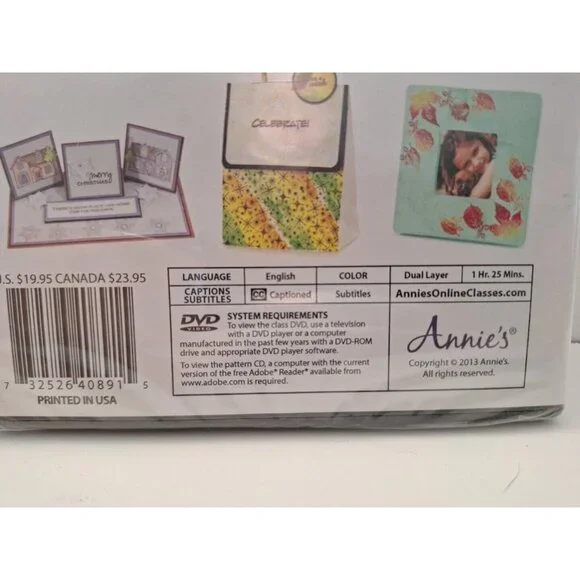 CELEBRATE!
merry
christmas!
U.S. $19.95 CANADA $23.95
7 32526 40891 5
PRINTED IN USA
LANGUAGE English COLOR Dual Layer 1 Hr. 25 Mins.
CAPTIONS SUBTITLES CC Captioned Subtitles AnniesOnlineClasses.com
DVD VIDEO
SYSTEM REQUIREMENTS
To view the class DVD, use a television
with a DVD player or a computer
manufactured in the past few years with a DVD-ROM
drive and appropriate DVD player software.
To view the pattern CD, a computer with the current
version of the free Adobe® Reader® available from
www.adobe.com is required.
Annie's®
Copyright © 2013 Annie's.
All rights reserved.